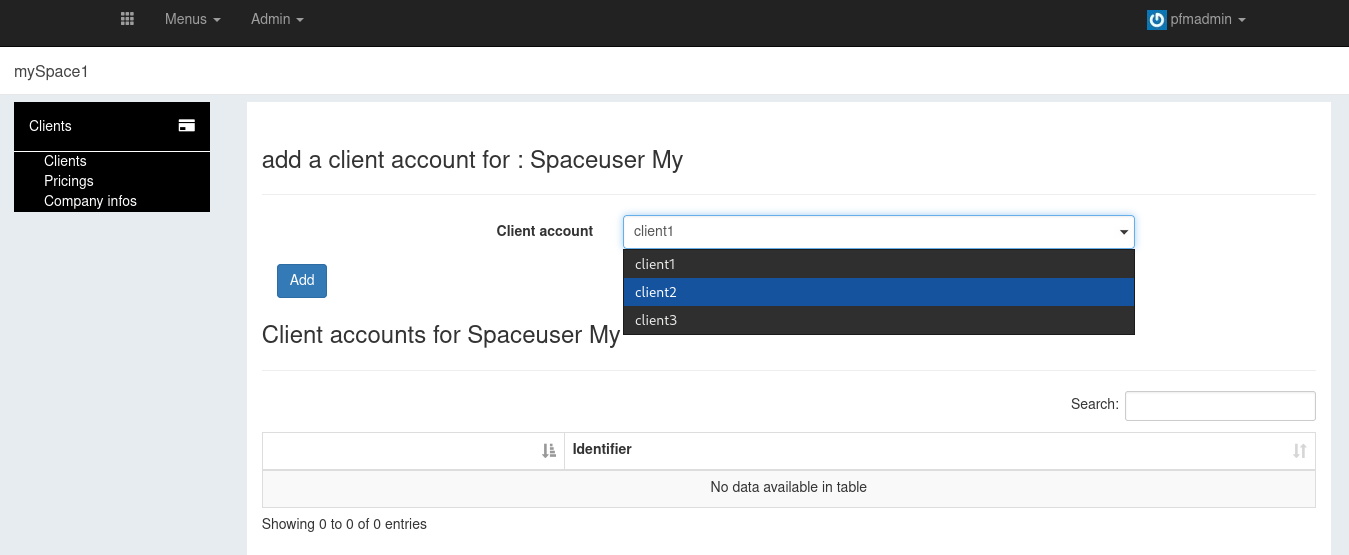 Menus Admin pfmadmin
mySpace1
Clients
Clients
Pricings
Company infos
add a client account for : Spaceuser My
Client account client1
client1
client2
client3
Add
Client accounts for Spaceuser My
Search:
Identifier
No data available in table
Showing 0 to 0 of 0 entries